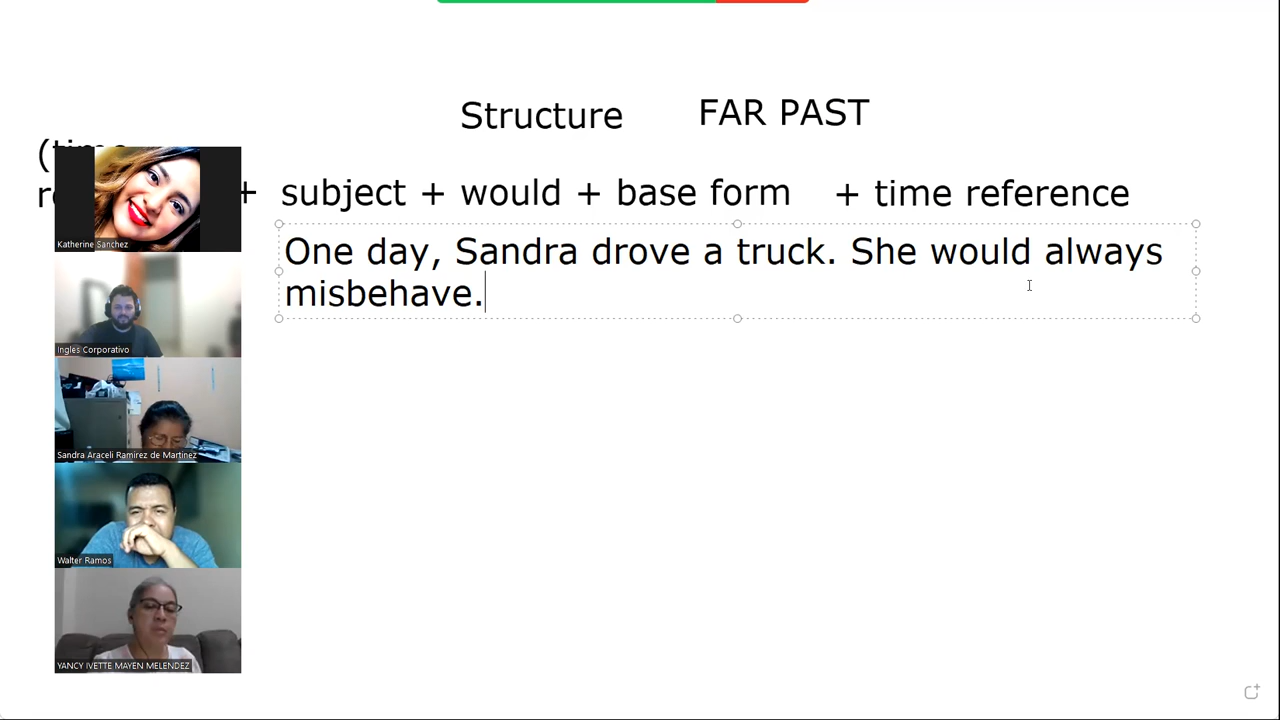 Structure FAR PAST
+ subject + would + base form + time reference
One day, Sandra drove a truck. She would always
misbehave.
Katherine Sanchez
Ingles Corporativo
Sandra Araceli Ramirez de Martinez
Walter Ramos
YANCY IVETTE MAYEN MELENDEZ